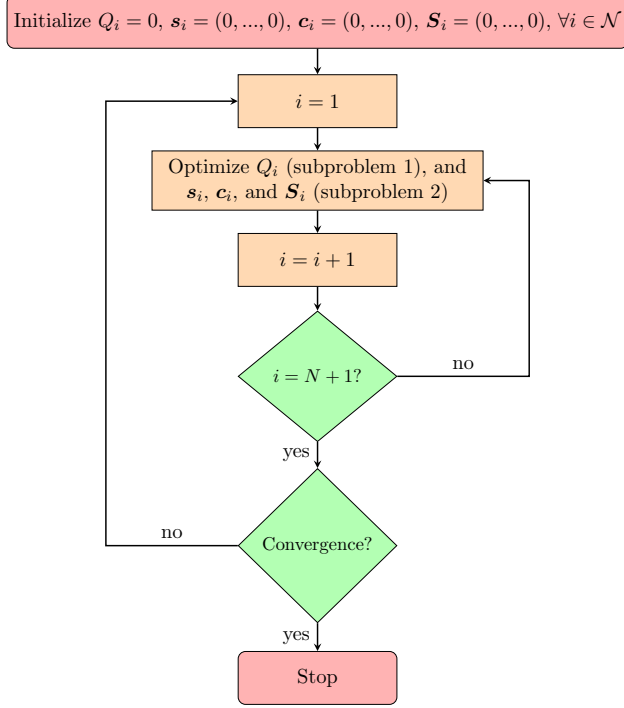 Initialize Q_i = 0, s_i = (0, ..., 0), c_i = (0, ..., 0), S_i = (0, ..., 0), ∀i ∈ 𝒩
i = 1
Optimize Q_i (subproblem 1), and
s_i, c_i, and S_i (subproblem 2)
i = i + 1
i = N + 1?
no
yes
Convergence?
no
yes
Stop